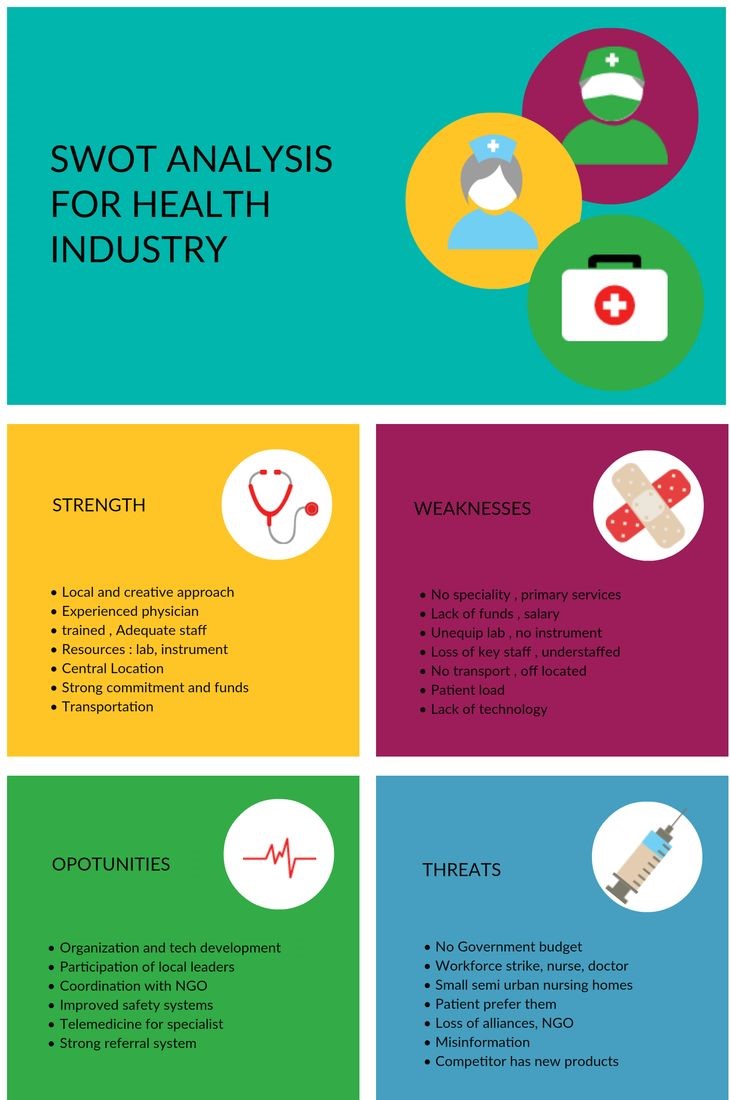 SWOT ANALYSIS
FOR HEALTH
INDUSTRY
STRENGTH
• Local and creative approach
• Experienced physician
• trained , Adequate staff
• Resources : lab, instrument
• Central Location
• Strong commitment and funds
• Transportation
WEAKNESSES
• No speciality , primary services
• Lack of funds , salary
• Unequip lab , no instrument
• Loss of key staff , understaffed
• No transport , off located
• Patient load
• Lack of technology
OPOTUNITIES
• Organization and tech development
• Participation of local leaders
• Coordination with NGO
• Improved safety systems
• Telemedicine for specialist
• Strong referral system
THREATS
• No Government budget
• Workforce strike, nurse, doctor
• Small semi urban nursing homes
• Patient prefer them
• Loss of alliances, NGO
• Misinformation
• Competitor has new products